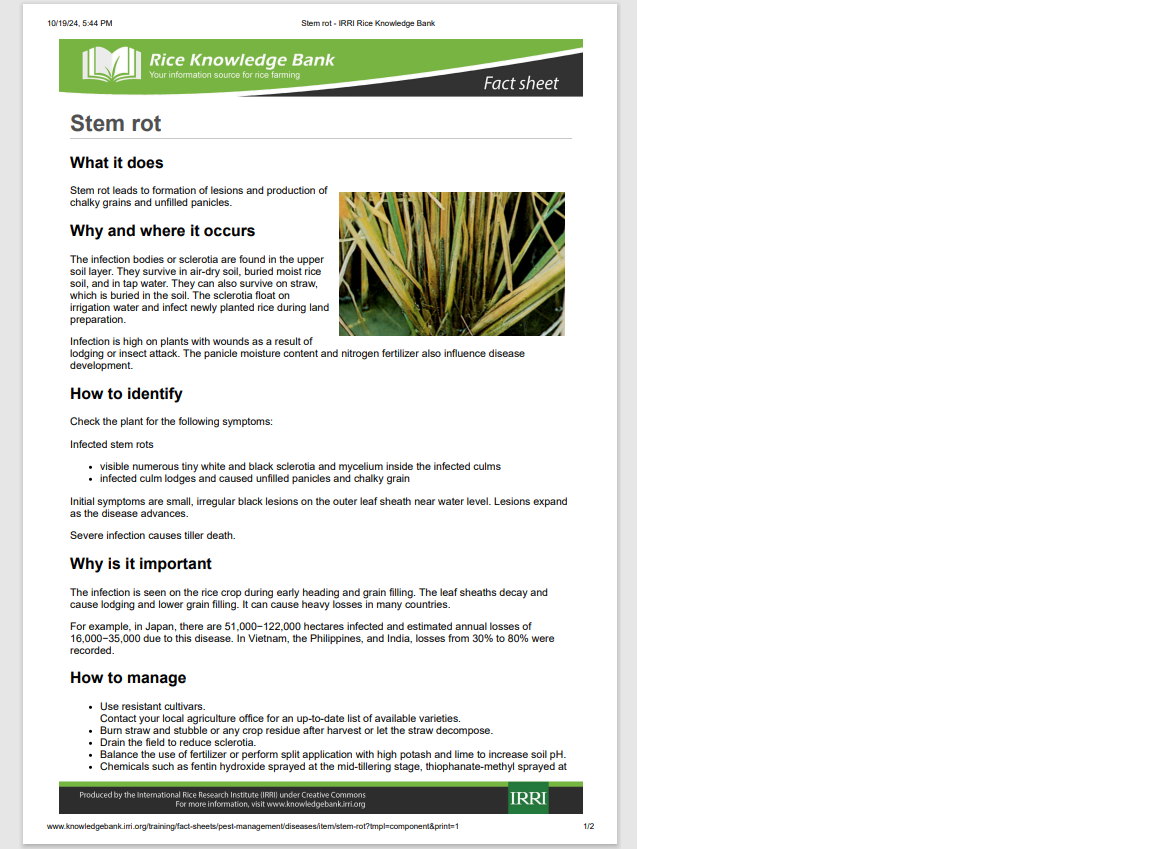 10/19/24, 5:44 PM
Stem rot - IRRI Rice Knowledge Bank
Rice Knowledge Bank
Your information source for rice farming
Fact sheet
Stem rot
What it does
Stem rot leads to formation of lesions and production of
chalky grains and unfilled panicles.
Why and where it occurs
The infection bodies or sclerotia are found in the upper
soil layer. They survive in air-dry soil, buried moist rice
soil, and in tap water. They can also survive on straw,
which is buried in the soil. The sclerotia float on
irrigation water and infect newly planted rice during land
preparation.
Infection is high on plants with wounds as a result of
lodging or insect attack. The panicle moisture content and nitrogen fertilizer also influence disease
development.
How to identify
Check the plant for the following symptoms:
Infected stem rots
• visible numerous tiny white and black sclerotia and mycelium inside the infected culms
• infected culm lodges and caused unfilled panicles and chalky grain
Initial symptoms are small, irregular black lesions on the outer leaf sheath near water level. Lesions expand
as the disease advances.
Severe infection causes tiller death.
Why is it important
The infection is seen on the rice crop during early heading and grain filling. The leaf sheaths decay and
cause lodging and lower grain filling. It can cause heavy losses in many countries.
For example, in Japan, there are 51,000−122,000 hectares infected and estimated annual losses of
16,000−35,000 due to this disease. In Vietnam, the Philippines, and India, losses from 30% to 80% were
recorded.
How to manage
• Use resistant cultivars.
Contact your local agriculture office for an up-to-date list of available varieties.
• Burn straw and stubble or any crop residue after harvest or let the straw decompose.
• Drain the field to reduce sclerotia.
• Balance the use of fertilizer or perform split application with high potash and lime to increase soil pH.
• Chemicals such as fentin hydroxide sprayed at the mid-tillering stage, thiophanate-methyl sprayed at
Produced by the International Rice Research Institute (IRRI) under Creative Commons
For more information, visit www.knowledgebank.irri.org
IRRI
www.knowledgebank.irri.org/training/fact-sheets/pest-management/diseases/item/stem-rot?tmpl=component&print=1
1/2